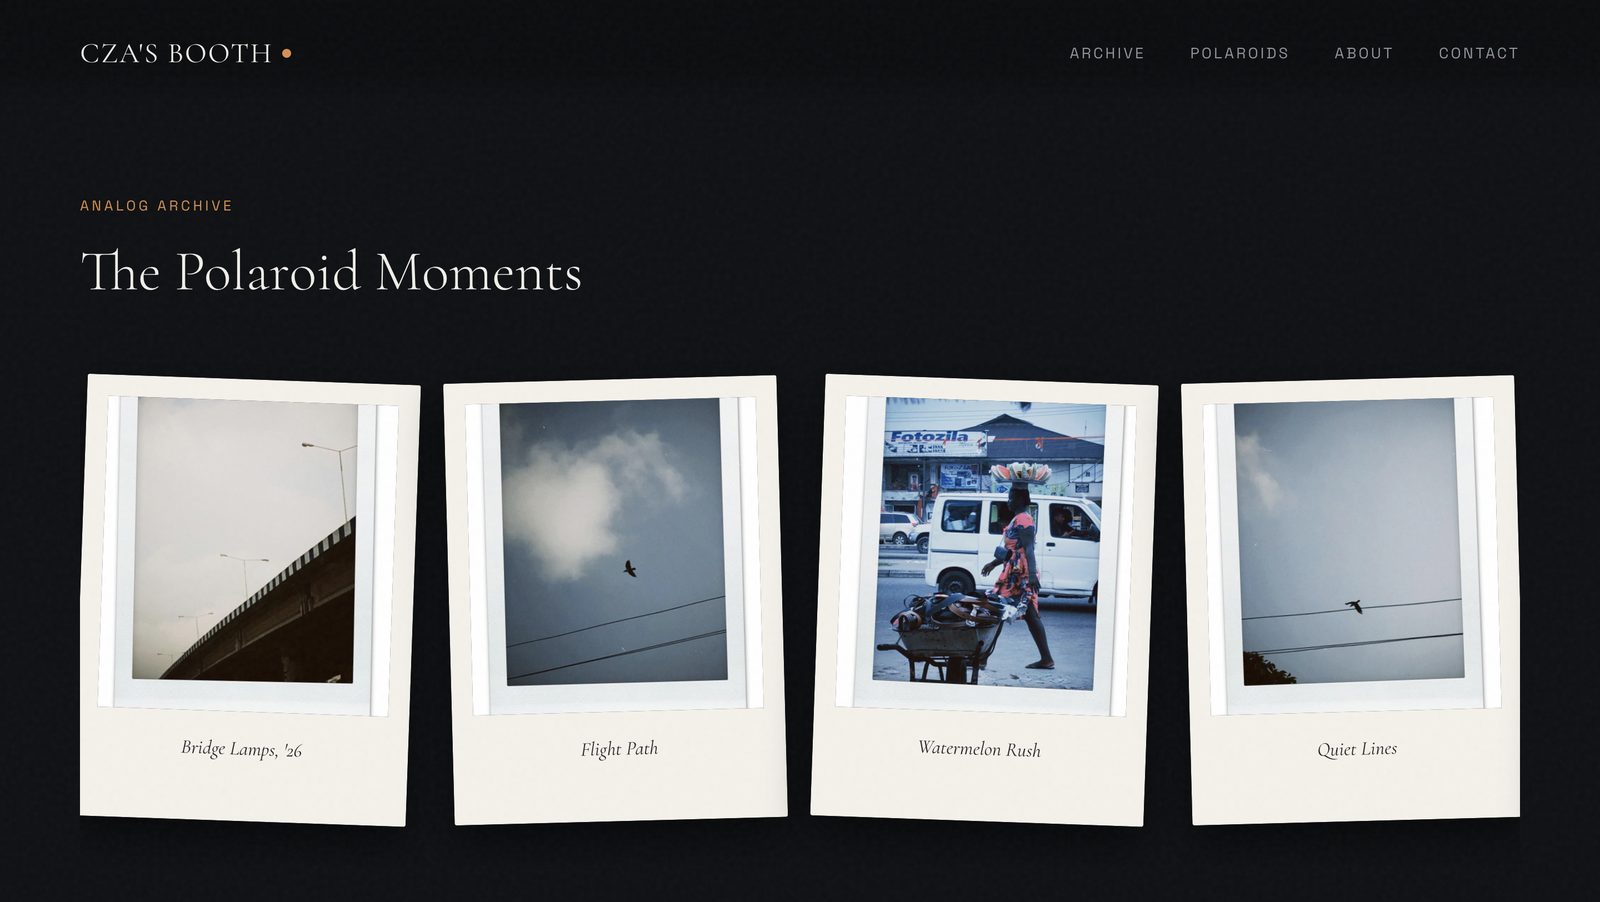 CZA'S BOOTH
ARCHIVE
POLAROIDS
ABOUT
CONTACT
ANALOG ARCHIVE
The Polaroid Moments
Fotozila
Bridge Lamps, '26
Flight Path
Watermelon Rush
Quiet Lines